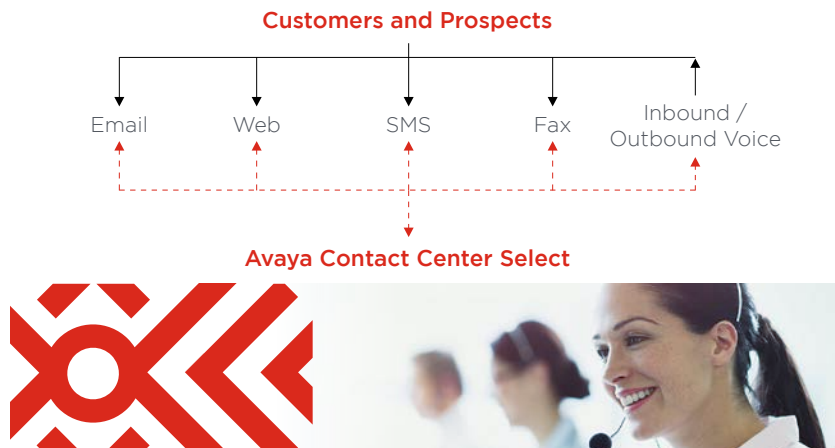 Customers and Prospects
Email
Web
SMS
Fax
Inbound /
Outbound Voice
Avaya Contact Center Select